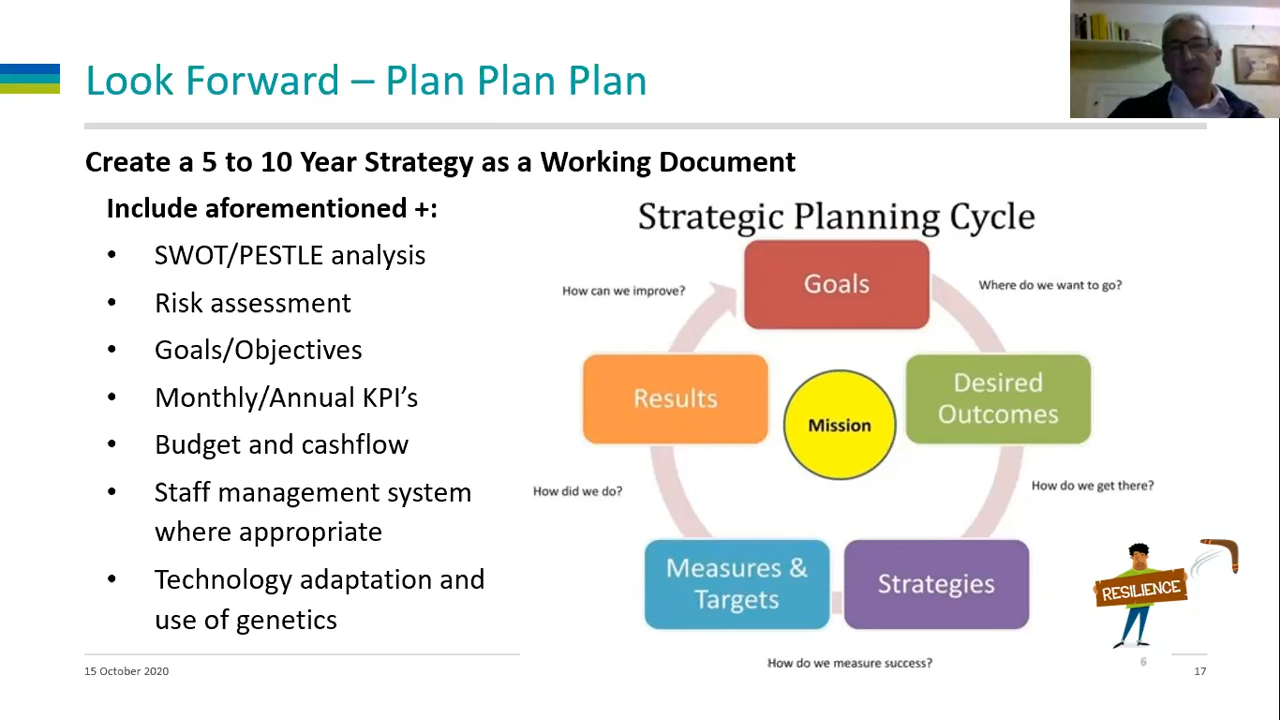 Look Forward – Plan Plan Plan
Create a 5 to 10 Year Strategy as a Working Document
Include aforementioned +:
• SWOT/PESTLE analysis
• Risk assessment
• Goals/Objectives
• Monthly/Annual KPI’s
• Budget and cashflow
• Staff management system
where appropriate
• Technology adaptation and
use of genetics
Strategic Planning Cycle
Goals
Where do we want to go?
Desired
Outcomes
How do we get there?
Strategies
How do we measure success?
Measures &
Targets
How did we do?
Results
How can we improve?
Mission
RESILIENCE
15 October 2020
6
17